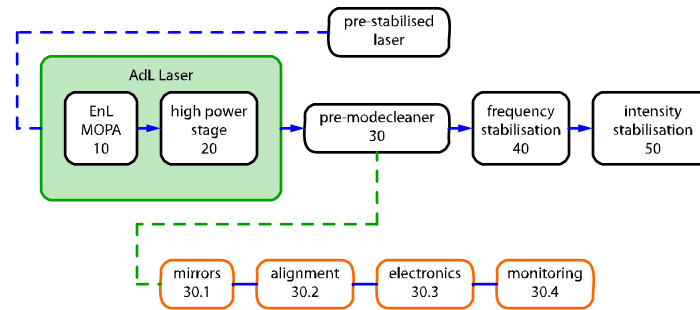 pre-stabilised
laser
AdL Laser
EnL
MOPA
10
high power
stage
20
pre-modecleaner
30
frequency
stabilisation
40
intensity
stabilisation
50
mirrors
30.1
alignment
30.2
electronics
30.3
monitoring
30.4